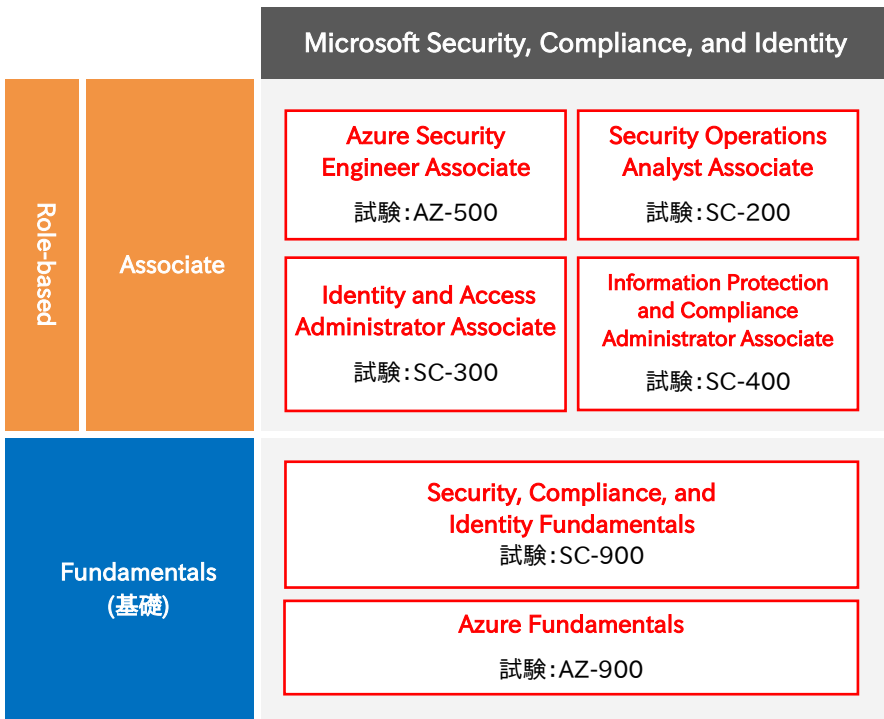 Microsoft Security, Compliance, and Identity
Role-based
Associate
Azure Security
Engineer Associate
試験:AZ-500
Security Operations
Analyst Associate
試験:SC-200
Identity and Access
Administrator Associate
試験:SC-300
Information Protection
and Compliance
Administrator Associate
試験:SC-400
Fundamentals
(基礎)
Security, Compliance, and
Identity Fundamentals
試験:SC-900
Azure Fundamentals
試験:AZ-900